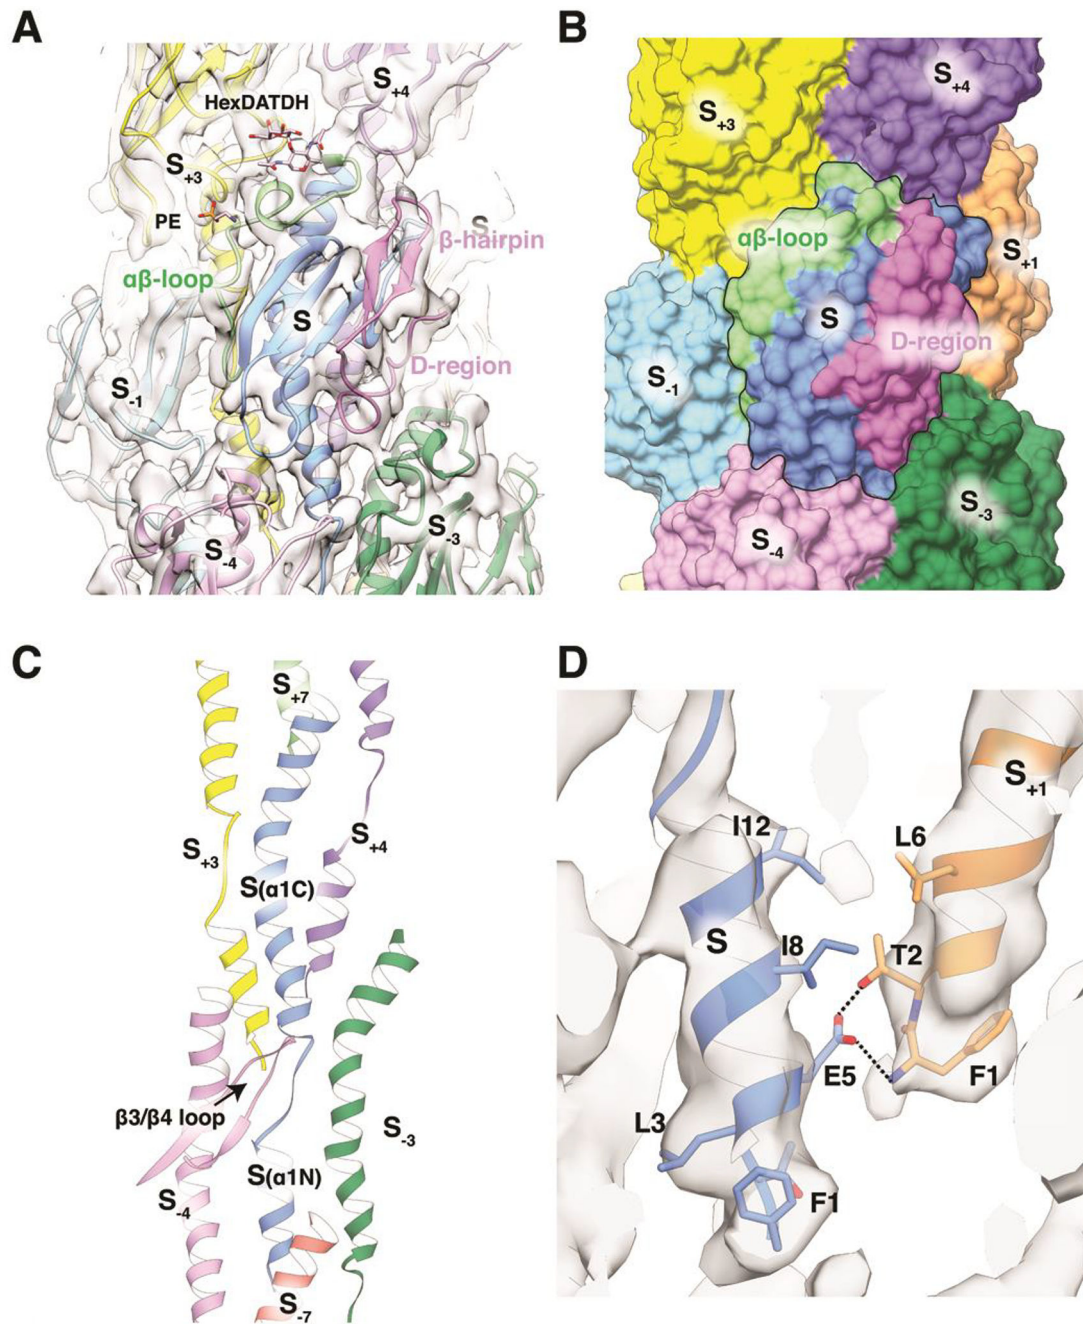 A
B
S+4
HexDATDH
S+3
PE
S
β-hairpin
αβ-loop
S
D-region
S-1
S-4
S-3
S+3
S+4
αβ-loop
S+1
S
D-region
S-1
S-4
S-3
C
D
S+7
S+3
S+4
S(α1C)
β3/β4 loop
S-3
S(α1N)
S-4
S-7
S+1
I12
L6
S
I8
T2
E5
F1
L3
F1